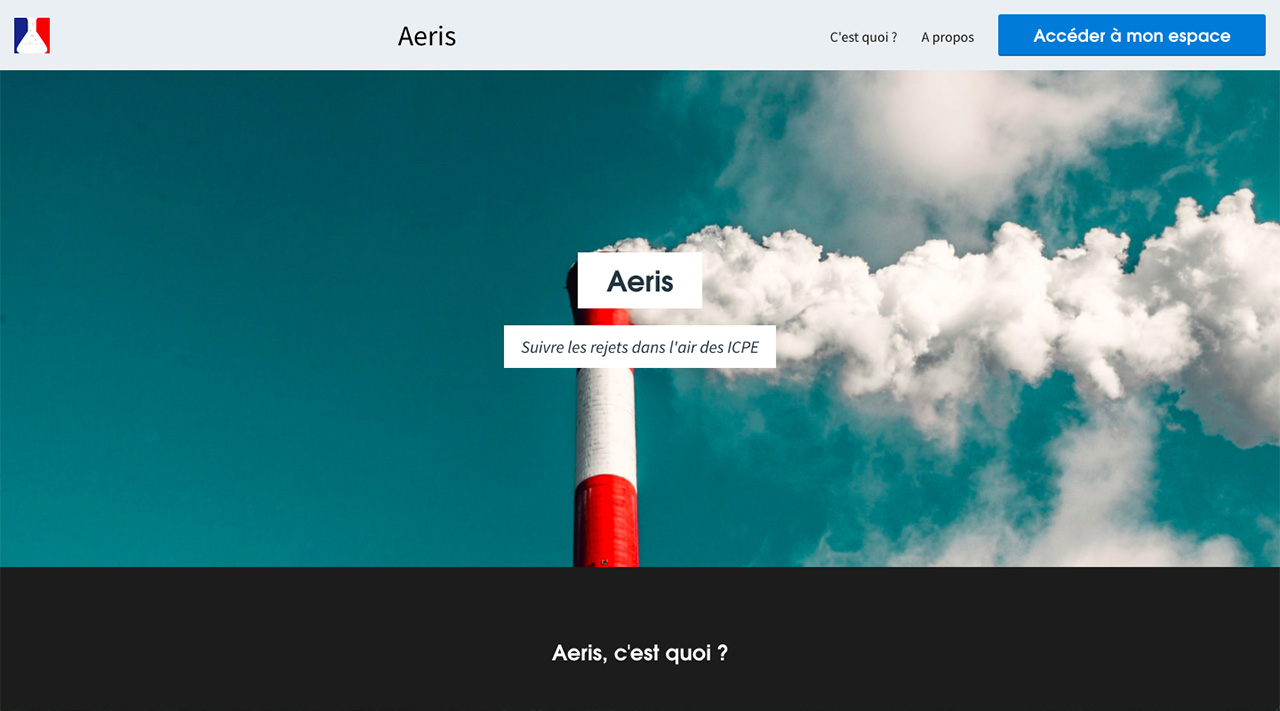 Aeris
C'est quoi ?
A propos
Accéder à mon espace
Aeris
Suivre les rejets dans l'air des ICPE
Aeris, c'est quoi ?